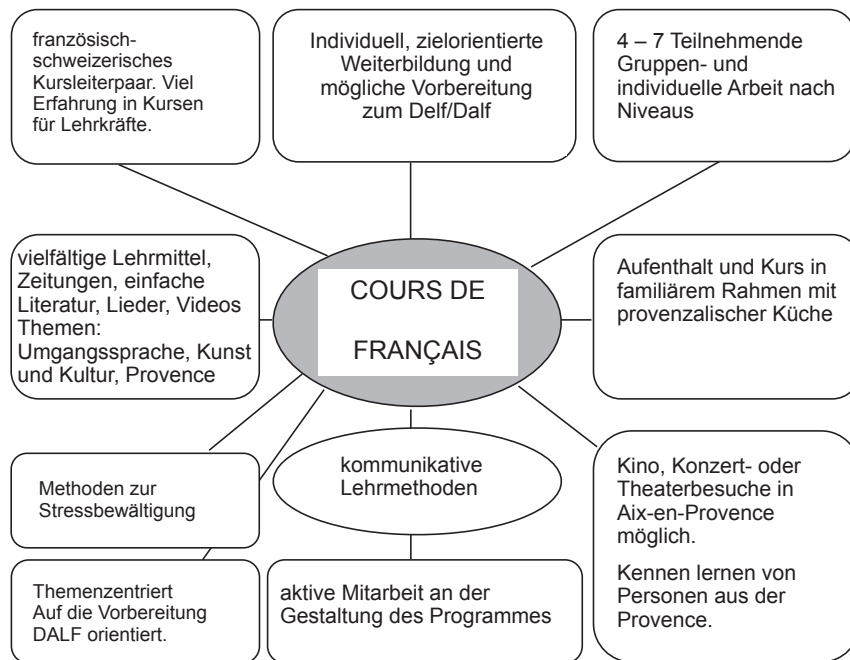 französisch-
schweizerisches
Kursleiterpaar. Viel
Erfahrung in Kursen
für Lehrkräfte.
Individuell, zielorientierte
Weiterbildung und
mögliche Vorbereitung
zum Delf/Dalf
4 – 7 Teilnehmende
Gruppen- und
individuelle Arbeit nach
Niveaus
vielfältige Lehrmittel,
Zeitungen, einfache
Literatur, Lieder, Videos
Themen:
Umgangssprache, Kunst
und Kultur, Provence
COURS DE
FRANÇAIS
Aufenthalt und Kurs in
familiärem Rahmen mit
provenzalischer Küche
Methoden zur
Stressbewältigung
kommunikative
Lehrmethoden
Kino, Konzert- oder
Theaterbesuche in
Aix-en-Provence
möglich.
Kennen lernen von
Personen aus der
Provence.
Themenzentriert
Auf die Vorbereitung
DALF orientiert.
aktive Mitarbeit an der
Gestaltung des Programmes